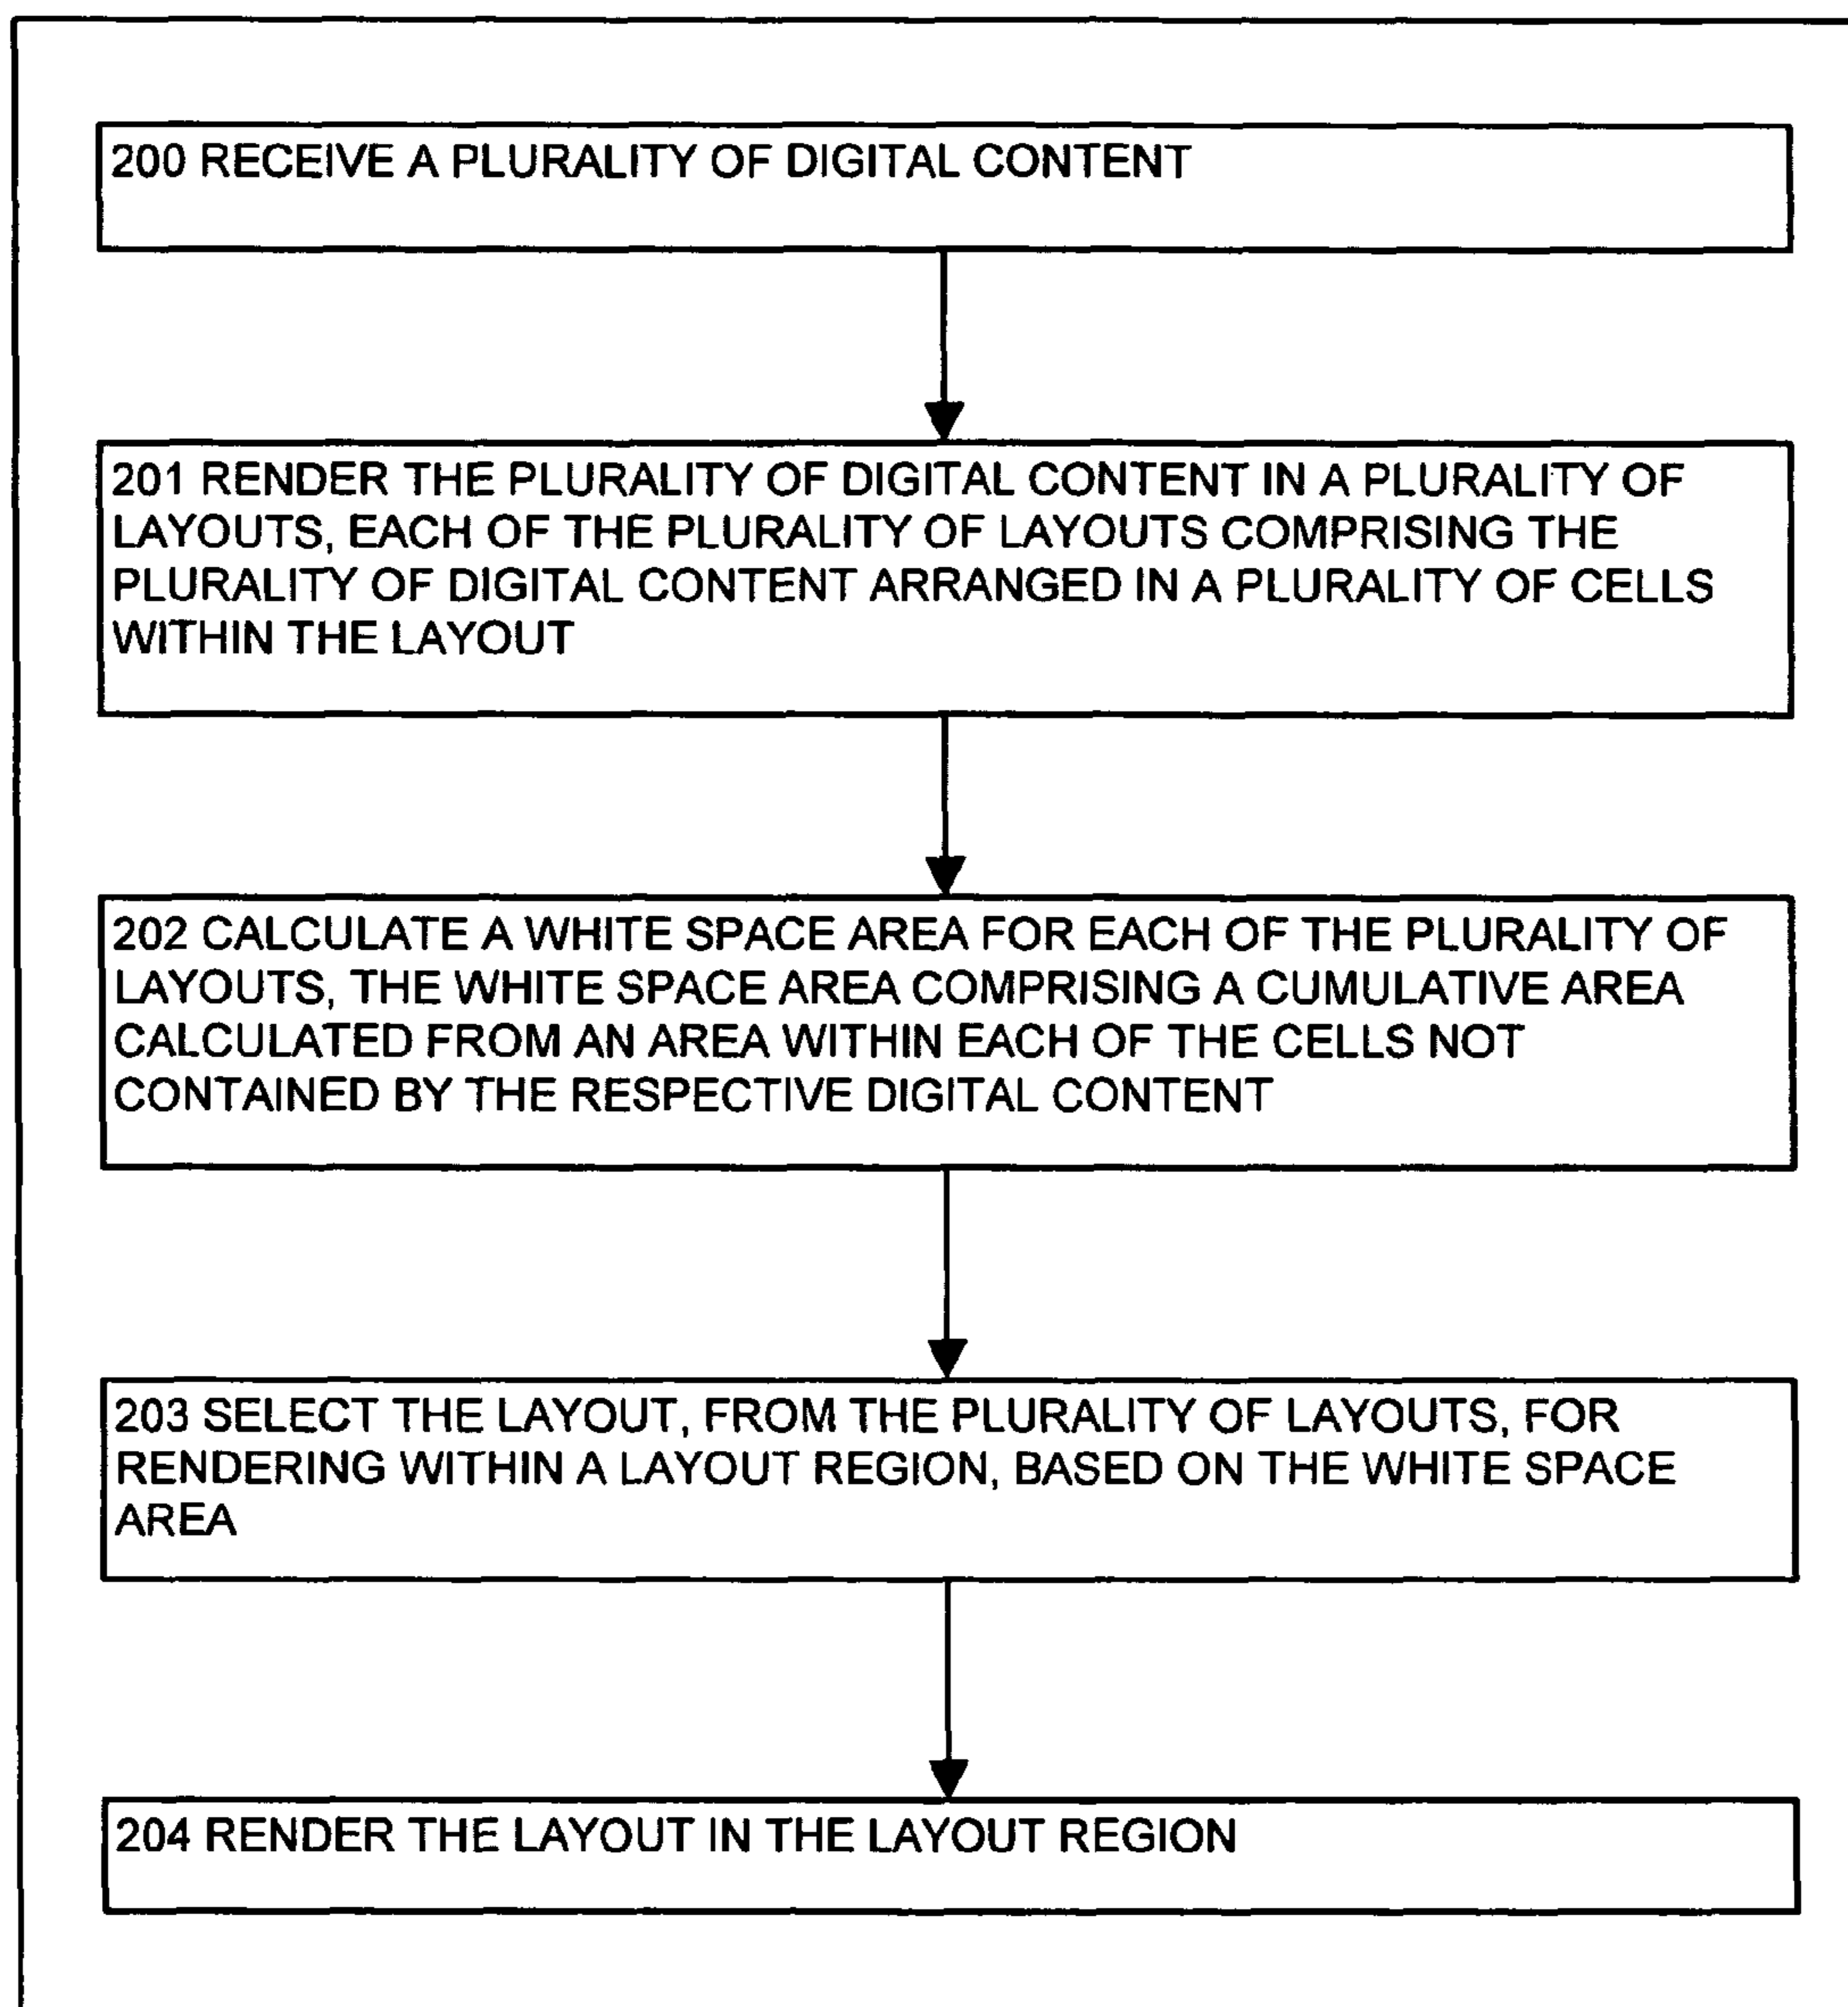 200 RECEIVE A PLURALITY OF DIGITAL CONTENT
201 RENDER THE PLURALITY OF DIGITAL CONTENT IN A PLURALITY OF
LAYOUTS, EACH OF THE PLURALITY OF LAYOUTS COMPRISING THE
PLURALITY OF DIGITAL CONTENT ARRANGED IN A PLURALITY OF CELLS
WITHIN THE LAYOUT
202 CALCULATE A WHITE SPACE AREA FOR EACH OF THE PLURALITY OF
LAYOUTS, THE WHITE SPACE AREA COMPRISING A CUMULATIVE AREA
CALCULATED FROM AN AREA WITHIN EACH OF THE CELLS NOT
CONTAINED BY THE RESPECTIVE DIGITAL CONTENT
203 SELECT THE LAYOUT, FROM THE PLURALITY OF LAYOUTS, FOR
RENDERING WITHIN A LAYOUT REGION, BASED ON THE WHITE SPACE
AREA
204 RENDER THE LAYOUT IN THE LAYOUT REGION